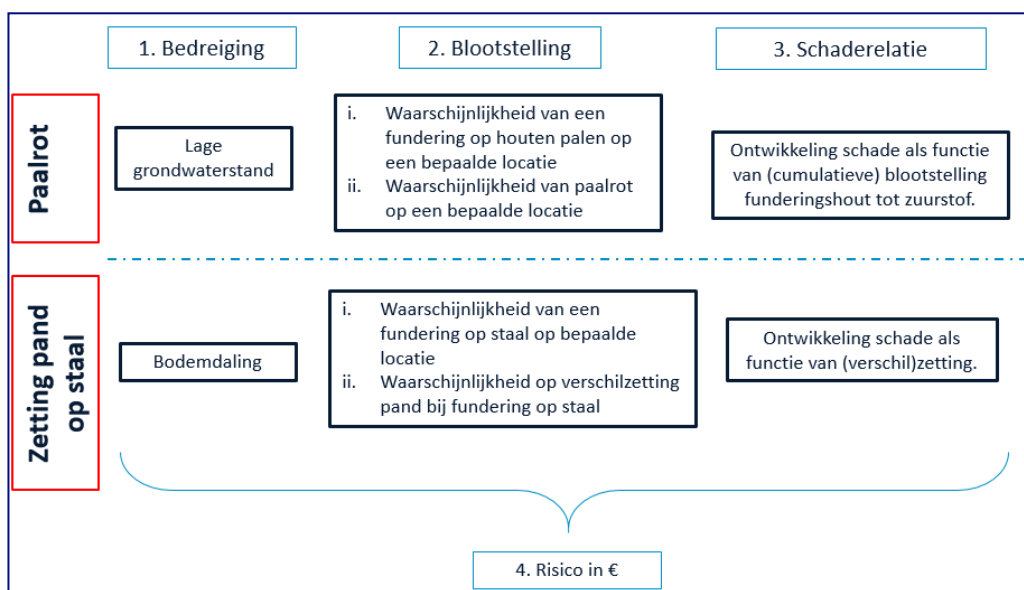 1. Bedreiging
2. Blootstelling
3. Schaderelatie
Paalrot
Lage
grondwaterstand
i. Waarschijnlijkheid van een
fundering op houten palen op
een bepaalde locatie
ii. Waarschijnlijkheid van paalrot
op een bepaalde locatie
Ontwikkeling schade als functie
van (cumulatieve) blootstelling
funderingshout tot zuurstof.
Zetting pand
op staal
Bodemdaling
i. Waarschijnlijkheid van een
fundering op staal op bepaalde
locatie
ii. Waarschijnlijkheid op verschilzetting
pand bij fundering op staal
Ontwikkeling schade als
functie van (verschil)zetting.
4. Risico in €